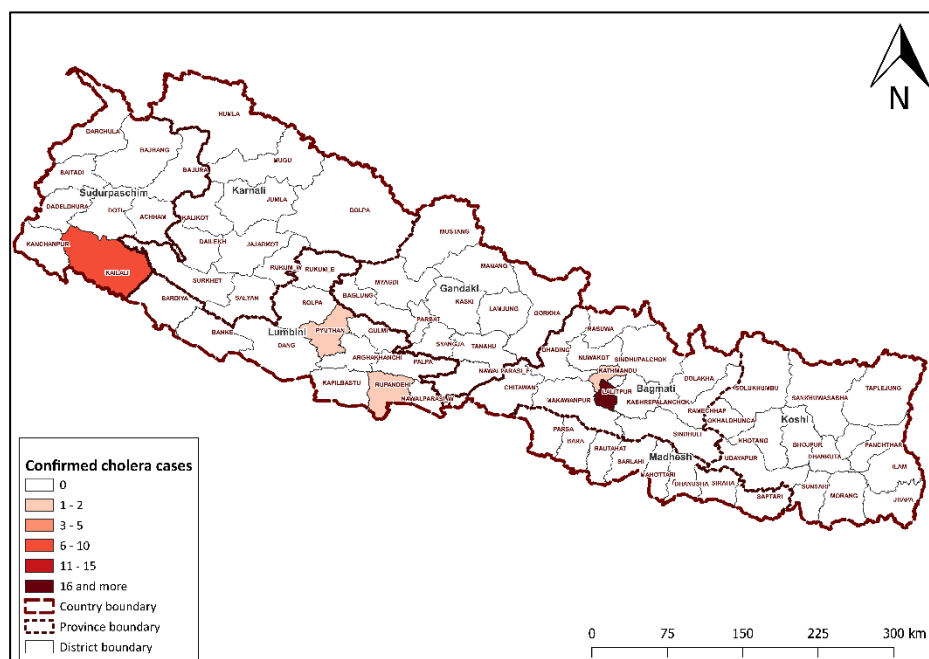 N
HUMLA
DARCHULA
BAJHANG
MUGU
BAJURA
BAITADI
Sudurpaschim
Karnali
JUMLA
DADELDHURA
DOTI
ACHHAM
KALIKOT
DOLPA
KANCHANPUR
DAILEKH
JAJARKOT
MUSTANG
KAILALI
RUKUM_W
RUKUM_E
MANANG
SURKHET
MYAGDI
BARDIYA
SALYAN
ROLPA
BAGLUNG
Gandaki
KASKI
LAMJUNG
GORKHA
PARBAT
BANKE
Lumbini
PYUTHAN
GULMI
RASUWA
DANG
SYANGJA
TANAHU
DHADING
NUWAKOT
SINDHUPALCHOK
ARGHAKHANCHI
PALPA
KATHMANDU
DOLAKHA
NAWALPARASI_E
KAPILBASTU
RUPANDEHI
CHITAWAN
LALITPUR
Bagmati
SOLUKHUMBU
TAPLEJUNG
NAWALPARASI_W
MAKAWANPUR
KABHREPALANCHOK
SANKHUWASABHA
RAMECHHAP
OKHALDHUNGA
Koshi
PARSA
BARA
RAUTAHAT
SINDHULI
KHOTANG
BHOJPUR
PANCHTHAR
Madhesh
UDAYAPUR
DHANKUTA
SARLAHI
MAHOTTARI
ILAM
DHANUSHA
SIRAHA
SUNSARI
SAPTARI
MORANG
JHAPA
Confirmed cholera cases
0
1 - 2
3 - 5
6 - 10
11 - 15
16 and more
Country boundary
Province boundary
District boundary
0 75 150 225 300 km